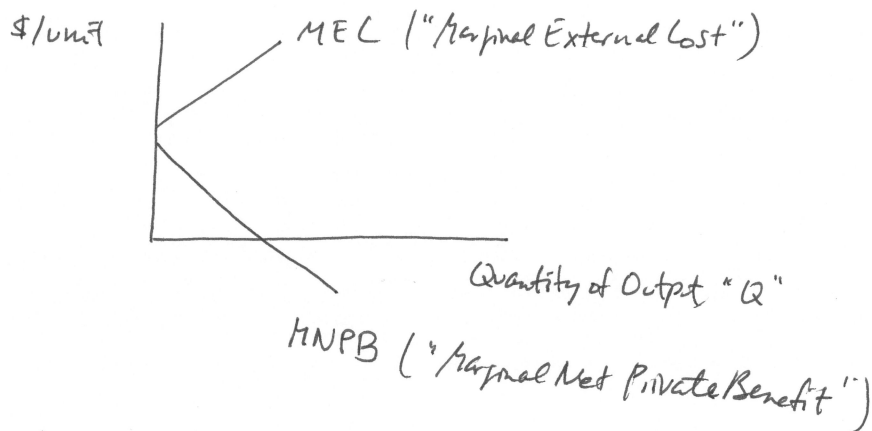 $/unit
MEC ("Marginal External Cost")
Quantity of Output "Q"
MNPB ("Marginal Net Private Benefit")